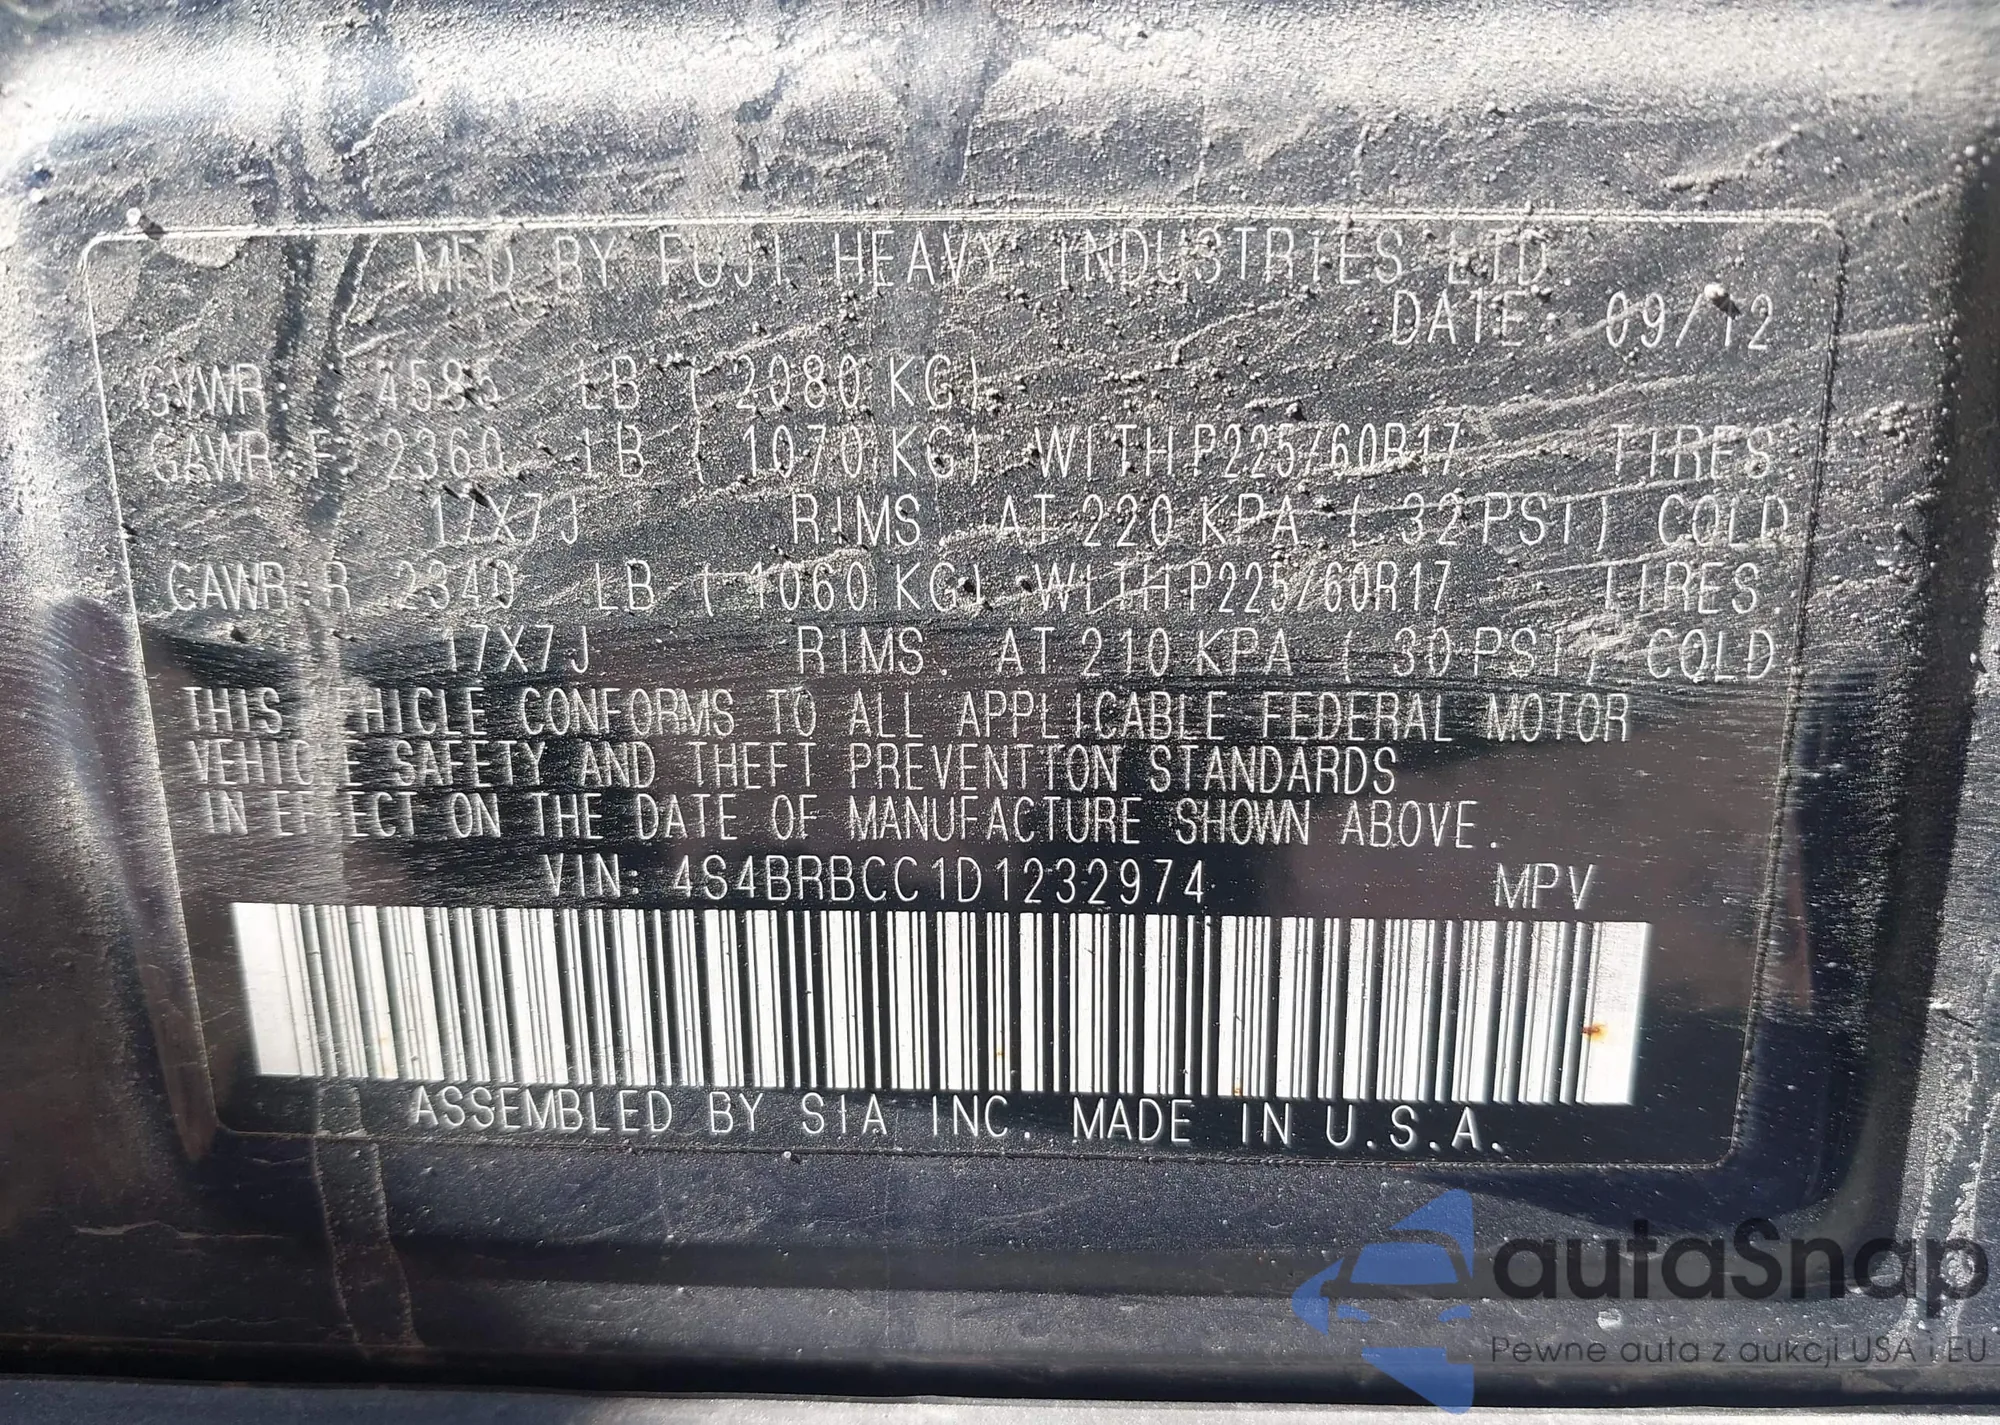 MFD BY FUJI HEAVY INDUSTRIES LTD.
DATE: 09/12
GVWR: 4585 LB ( 2080 KG)
GAWR F: 2360 LB ( 1070 KG) WITH P225/60R17 TIRES.
17X7J RIMS. AT 220 KPA ( 32 PSI) COLD
GAWR R 2340 LB ( 1060 KG) WITH P225/60R17 TIRES.
17X7J RIMS. AT 210 KPA ( 30 PSI) COLD
THIS VEHICLE CONFORMS TO ALL APPLICABLE FEDERAL MOTOR
VEHICLE SAFETY AND THEFT PREVENTION STANDARDS
IN EFFECT ON THE DATE OF MANUFACTURE SHOWN ABOVE.
VIN: 4S4BRBCC1D1232974 MPV
ASSEMBLED BY SIA INC. MADE IN U.S.A.
autaSnap
Pewne auta z aukcji USA i EU